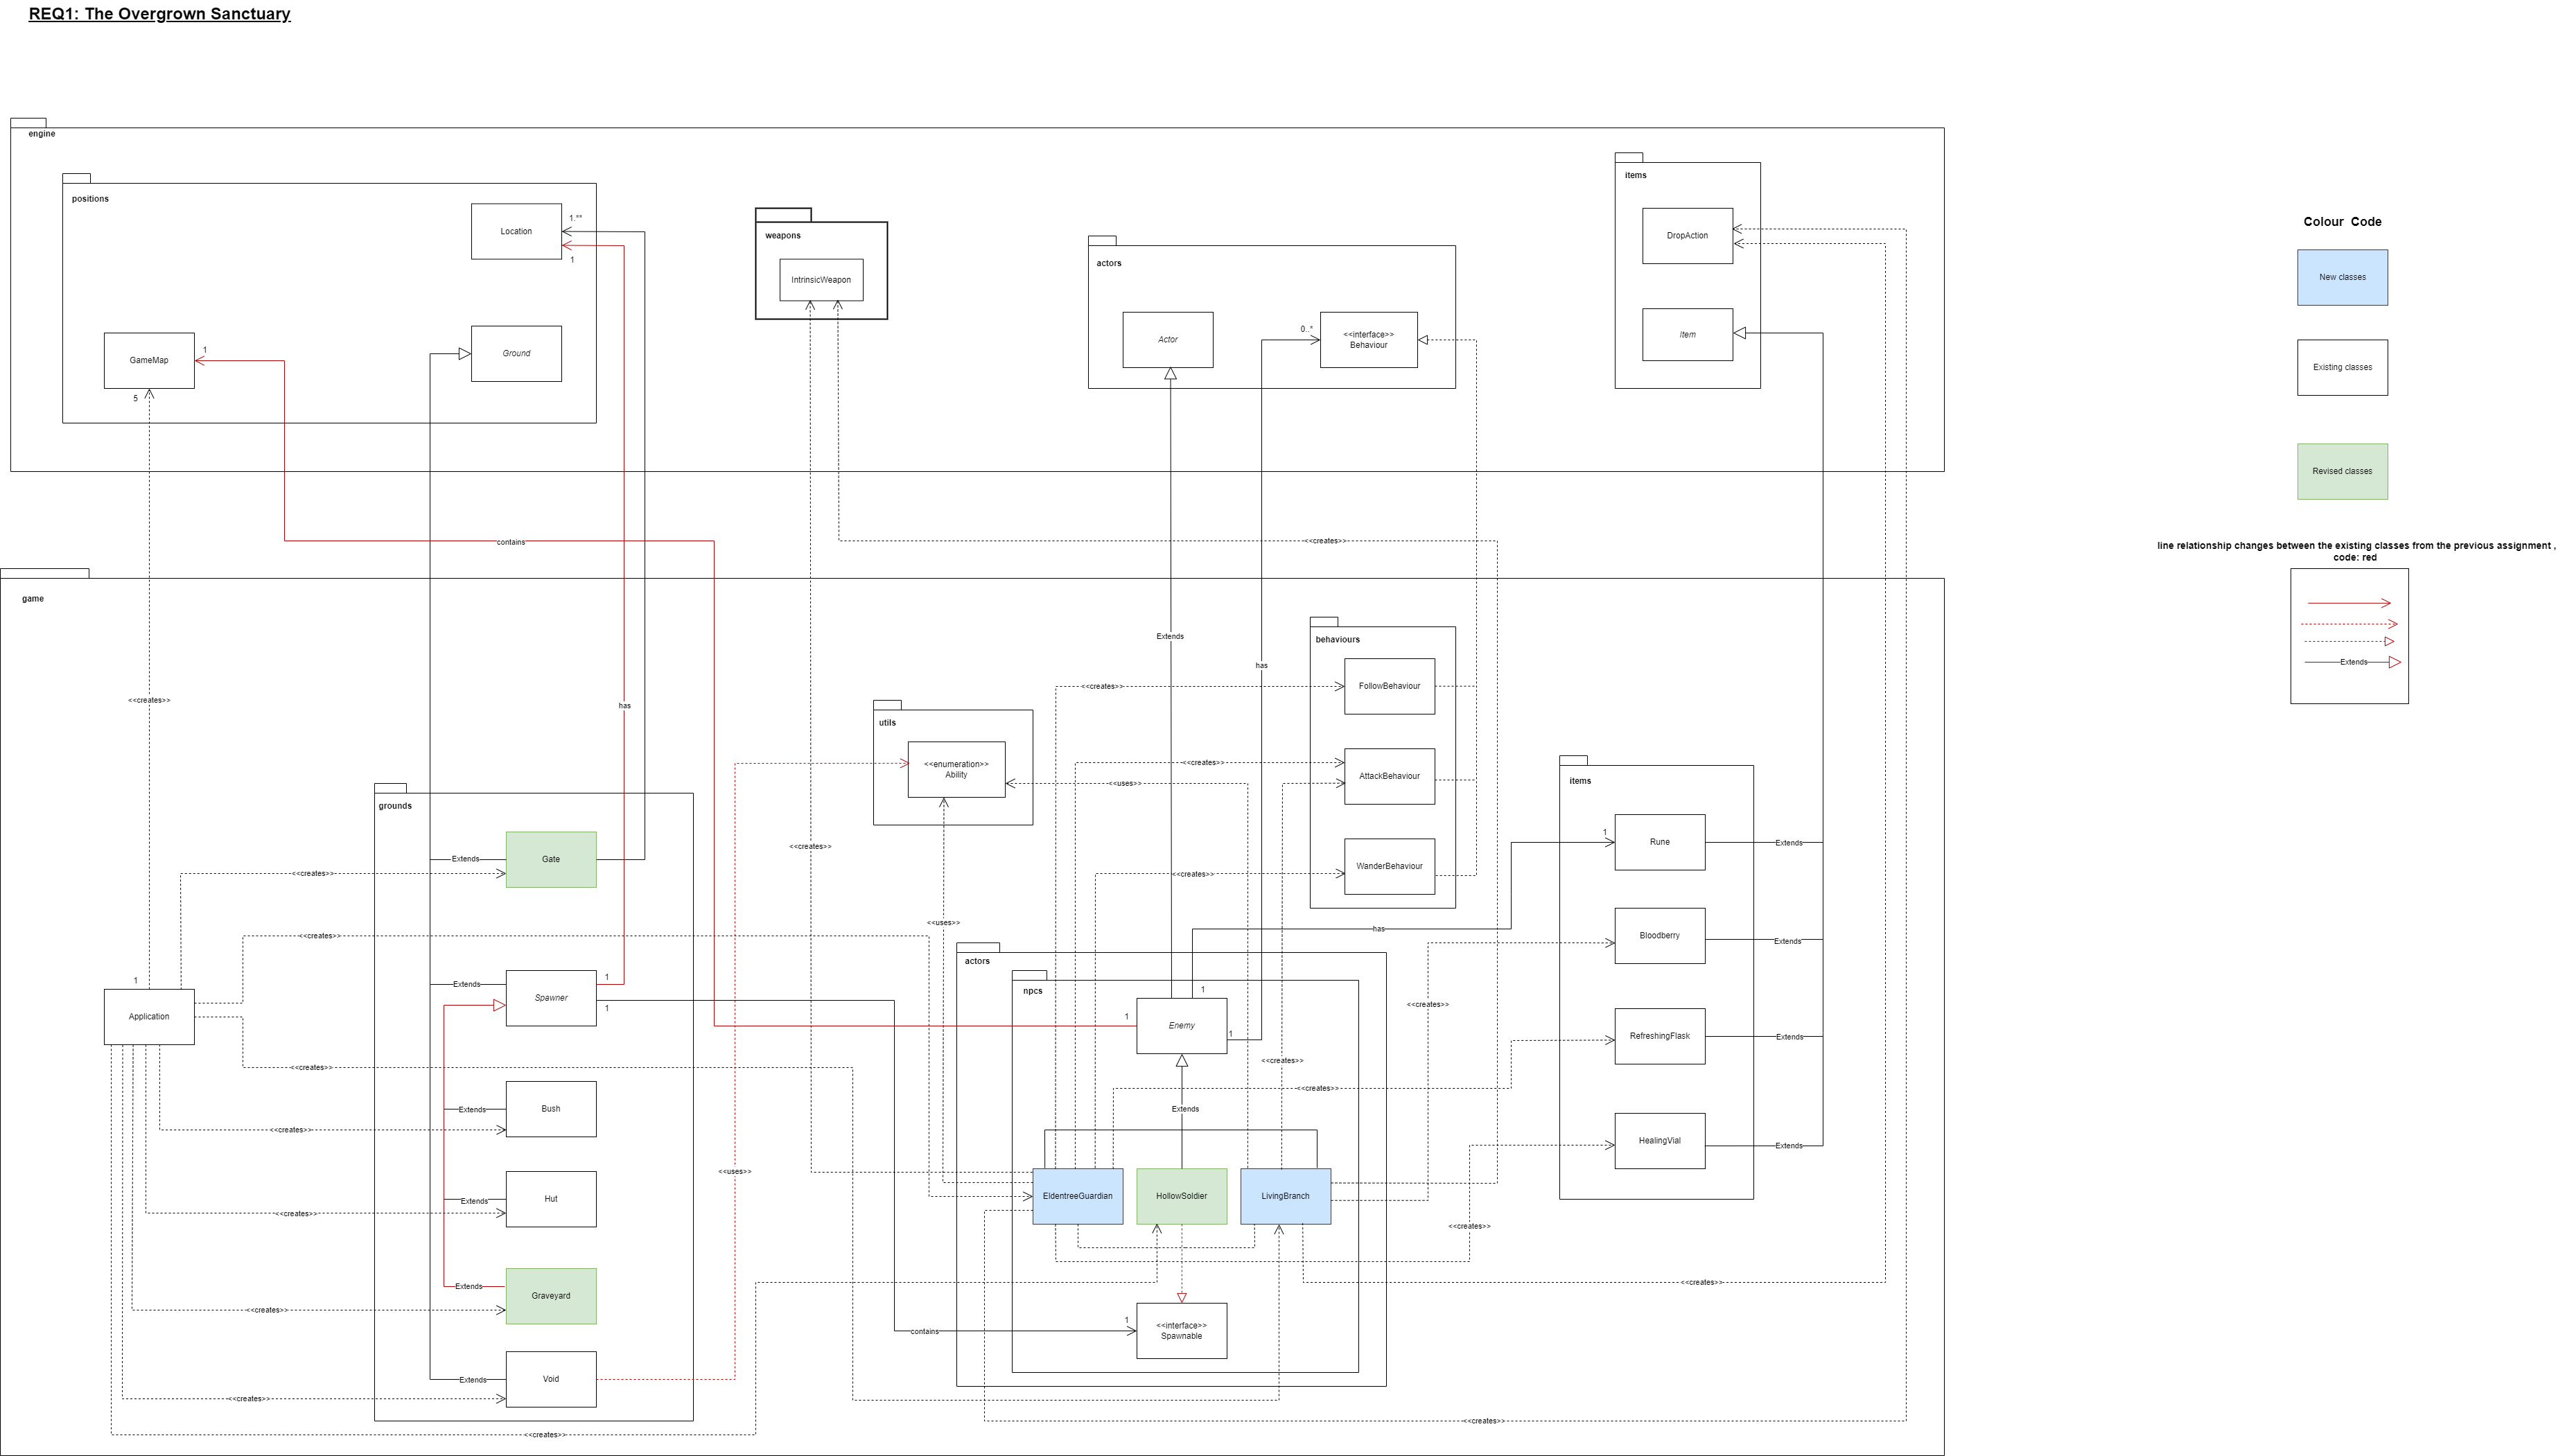 REQ1: The Overgrown Sanctuary
engine
positions
Location
1.**
1
GameMap
1
5
Ground
weapons
IntrinsicWeapon
actors
Actor
0..*
<<interface>>
Behaviour
items
DropAction
Item
Colour  Code
New classes
Existing classes
Revised classes
line relationship changes between the existing classes from the previous assignment ,
code: red
Extends
contains
<<creates>>
game
<<creates>>
has
Extends
has
behaviours
FollowBehaviour
<<creates>>
AttackBehaviour
<<creates>>
WanderBehaviour
<<creates>>
utils
<<enumeration>>
Ability
<<uses>>
<<creates>>
<<uses>>
grounds
Gate
Extends
<<creates>>
<<creates>>
Spawner
Extends
1
1
1
Application
<<creates>>
Bush
Extends
<<creates>>
Hut
Extends
<<creates>>
Graveyard
Extends
<<creates>>
Void
Extends
<<creates>>
<<creates>>
<<uses>>
actors
npcs
Enemy
1
1
1
has
<<creates>>
<<creates>>
<<creates>>
Extends
EldentreeGuardian
HollowSoldier
LivingBranch
<<creates>>
<<creates>>
<<interface>>
Spawnable
1
contains
<<creates>>
items
Rune
1
Extends
Bloodberry
Extends
RefreshingFlask
Extends
HealingVial
Extends